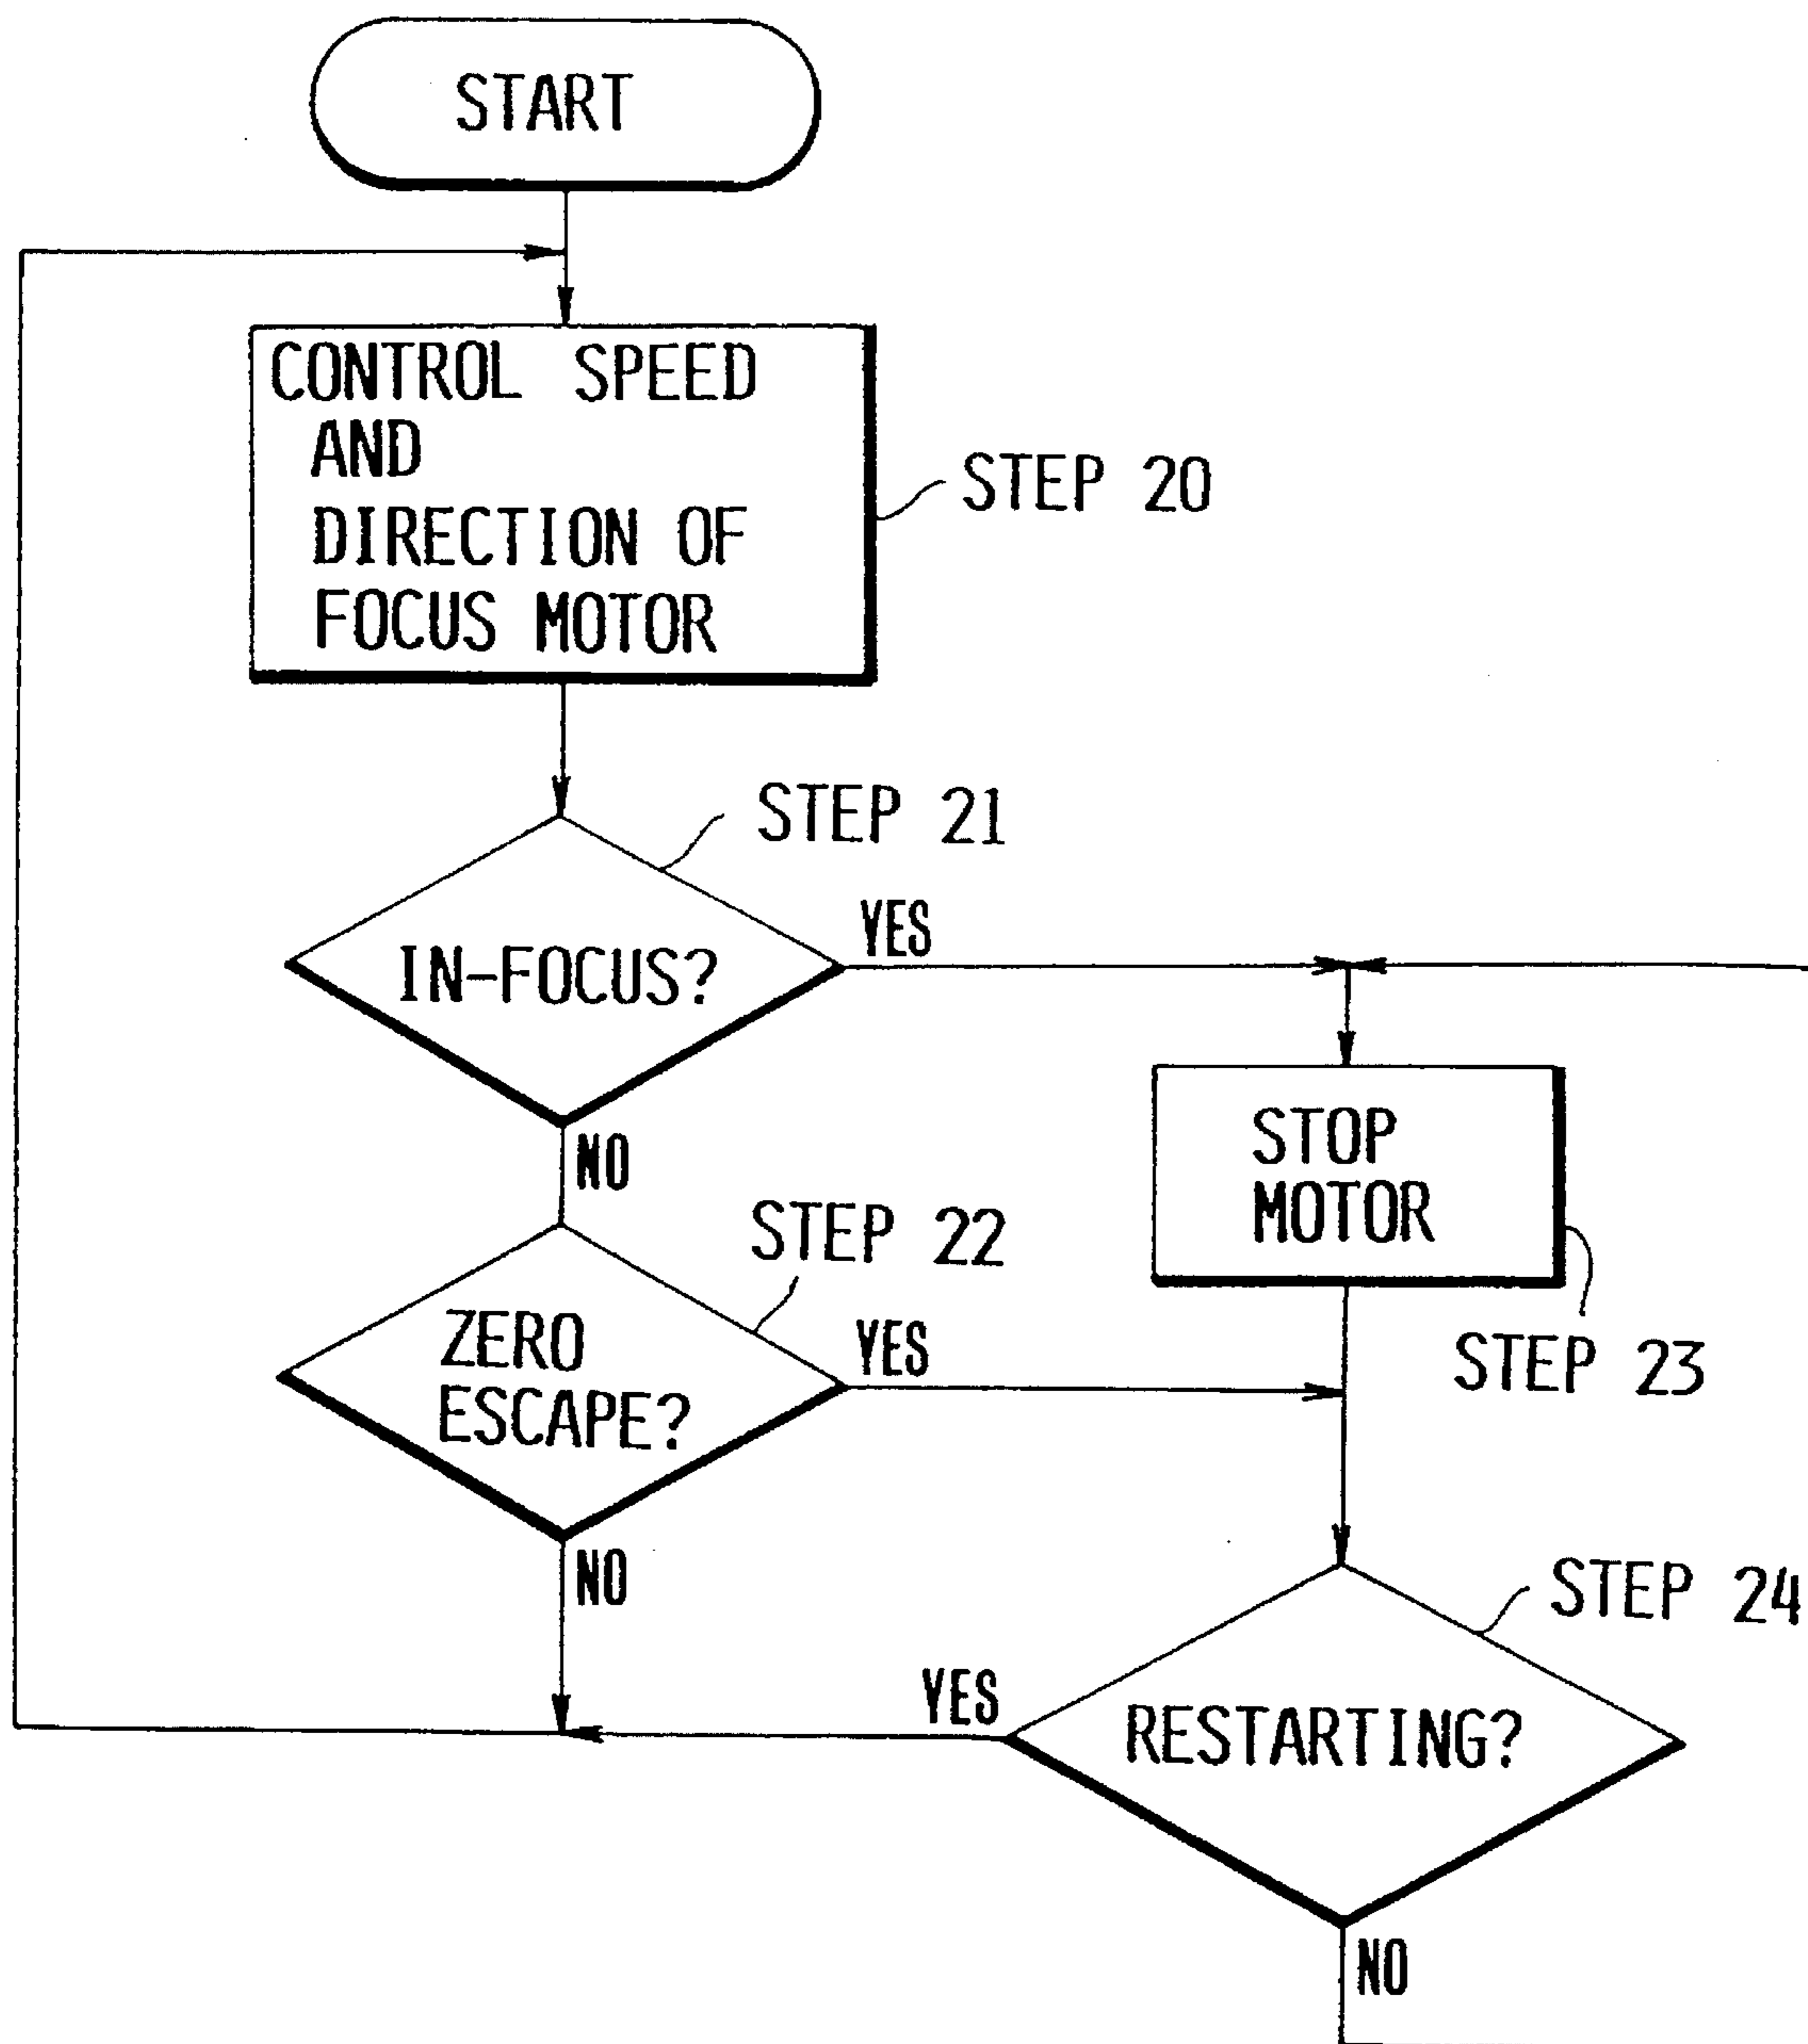 START
CONTROL SPEED
AND
DIRECTION OF
FOCUS MOTOR
STEP 20
STEP 21
IN-FOCUS?
YES
NO
STOP
MOTOR
STEP 23
STEP 22
ZERO
ESCAPE?
YES
NO
STEP 24
RESTARTING?
YES
NO